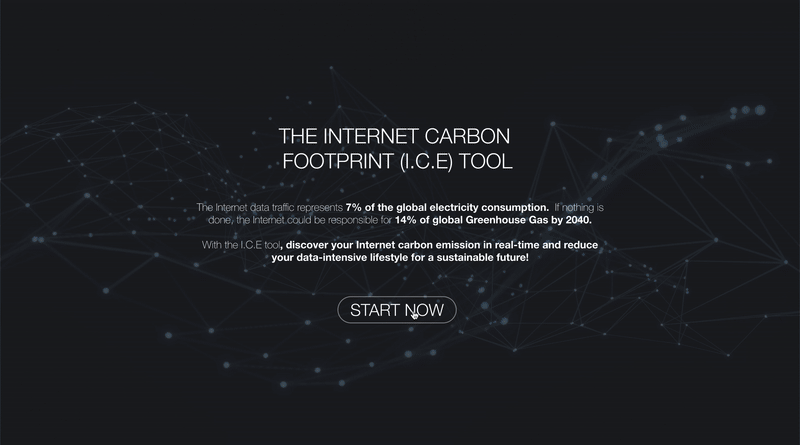 THE INTERNET CARBON
FOOTPRINT (I.C.E) TOOL
The Internet data traffic represents 7% of the global electricity consumption. If nothing is
done, the Internet could be responsible for 14% of global Greenhouse Gas by 2040.
With the I.C.E tool, discover your Internet carbon emission in real-time and reduce
your data-intensive lifestyle for a sustainable future!
START NOW